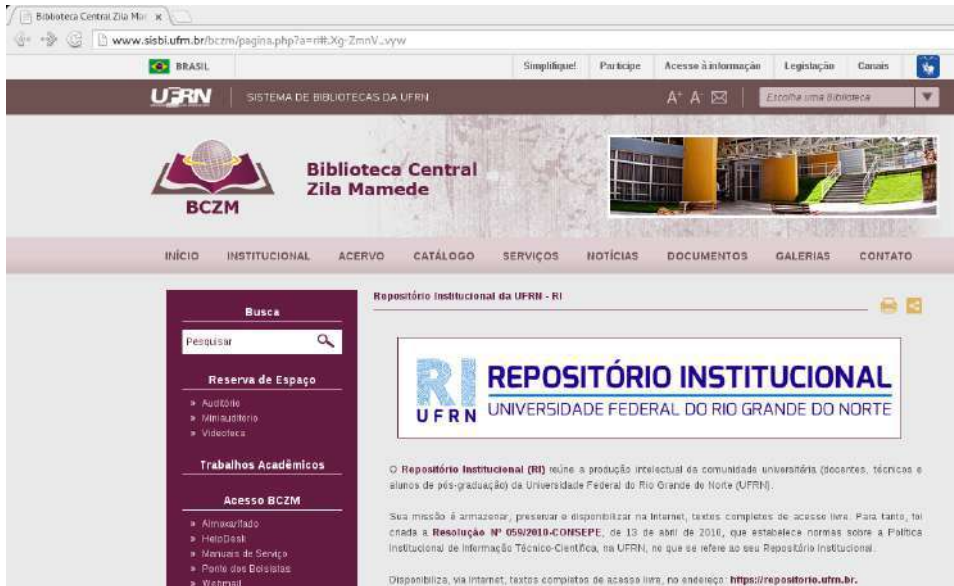 Biblioteca Central Zila Mar
www.sisbi.ufrn.br/bczm/pagina.php?a=ri#.Xg-ZmnV_vyw
BRASIL Simplifique! Participe Acesso à informação Legislação Canais
UFRN SISTEMA DE BIBLIOTECAS DA UFRN A+ A- Escolha uma Biblioteca
Biblioteca Central
Zila Mamede
BCZM
INÍCIO INSTITUCIONAL ACERVO CATÁLOGO SERVIÇOS NOTÍCIAS DOCUMENTOS GALERIAS CONTATO
Busca
Pesquisar
Reserva de Espaço
» Auditório
» Miniauditório
» Videoteca
Trabalhos Acadêmicos
Acesso BCZM
» Almoxarifado
» HelpDesk
» Manuais de Serviço
» Ponto dos Bolsistas
» Webmail
Repositório Institucional da UFRN - RI
RI
UFRN
REPOSITÓRIO INSTITUCIONAL
UNIVERSIDADE FEDERAL DO RIO GRANDE DO NORTE
O Repositório Institucional (RI) reúne a produção intelectual da comunidade universitária (docentes, técnicos e
alunos de pós-graduação) da Universidade Federal do Rio Grande do Norte (UFRN).
Sua missão é armazenar, preservar e disponibilizar na Internet, textos completos de acesso livre. Para tanto, foi
criada a Resolução Nº 059/2010-CONSEPE, de 13 de abril de 2010, que estabelece normas sobre a Política
Institucional de Informação Técnico-Científica, na UFRN, no que se refere ao seu Repositório Institucional.
Disponibiliza, via Internet, textos completos de acesso livre, no endereço: https://repositorio.ufrn.br.